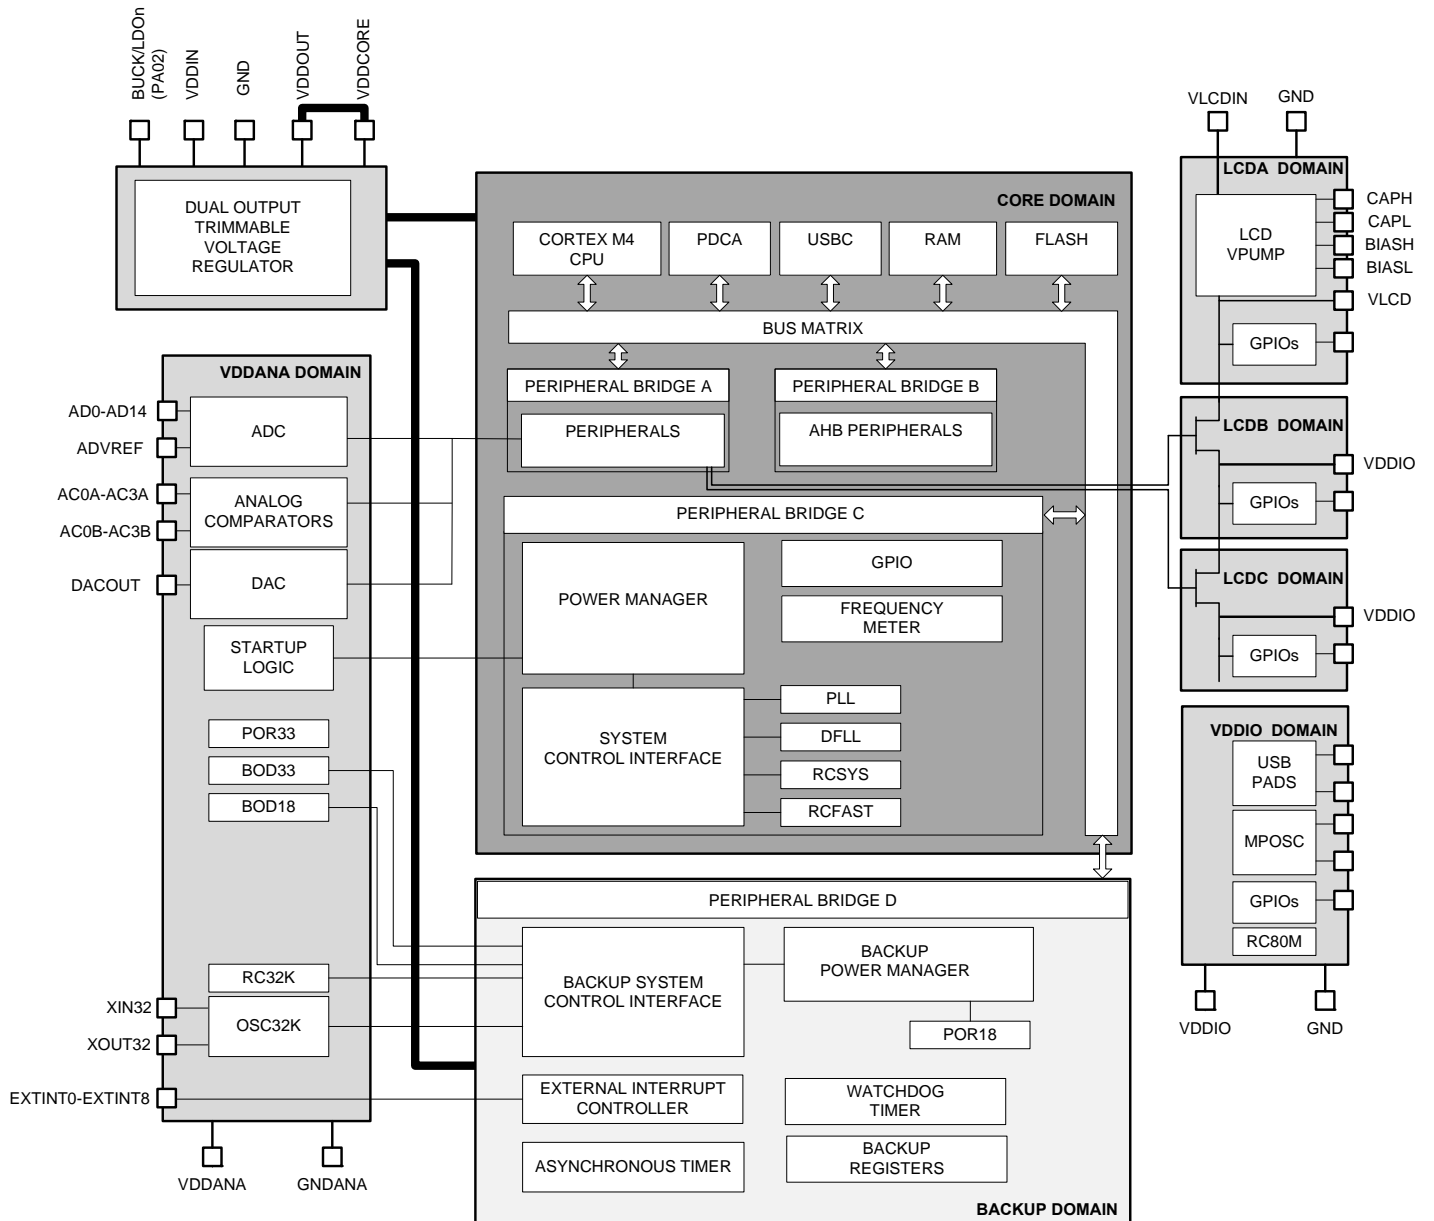 BUCK/LDOn
(PA02)
VDDIN
GND
VDDOUT
VDDCORE
DUAL OUTPUT
TRIMMABLE
VOLTAGE
REGULATOR
CORE DOMAIN
CORTEX M4
CPU
PDCA
USBC
RAM
FLASH
BUS MATRIX
PERIPHERAL BRIDGE A
PERIPHERALS
PERIPHERAL BRIDGE B
AHB PERIPHERALS
PERIPHERAL BRIDGE C
POWER MANAGER
GPIO
FREQUENCY
METER
SYSTEM
CONTROL INTERFACE
PLL
DFLL
RCSYS
RCFAST
VDDANA DOMAIN
AD0-AD14
ADVREF
ADC
AC0A-AC3A
AC0B-AC3B
ANALOG
COMPARATORS
DACOUT
DAC
STARTUP
LOGIC
POR33
BOD33
BOD18
RC32K
XIN32
XOUT32
OSC32K
EXTINT0-EXTINT8
VDDANA
GNDANA
PERIPHERAL BRIDGE D
BACKUP SYSTEM
CONTROL INTERFACE
BACKUP
POWER MANAGER
POR18
EXTERNAL INTERRUPT
CONTROLLER
WATCHDOG
TIMER
ASYNCHRONOUS TIMER
BACKUP
REGISTERS
BACKUP DOMAIN
VLCDIN
GND
LCDA DOMAIN
LCD
VPUMP
CAPH
CAPL
BIASH
BIASL
VLCD
GPIOs
LCDB DOMAIN
VDDIO
GPIOs
LCDC DOMAIN
VDDIO
GPIOs
VDDIO DOMAIN
USB
PADS
MPOSC
GPIOs
RC80M
VDDIO
GND